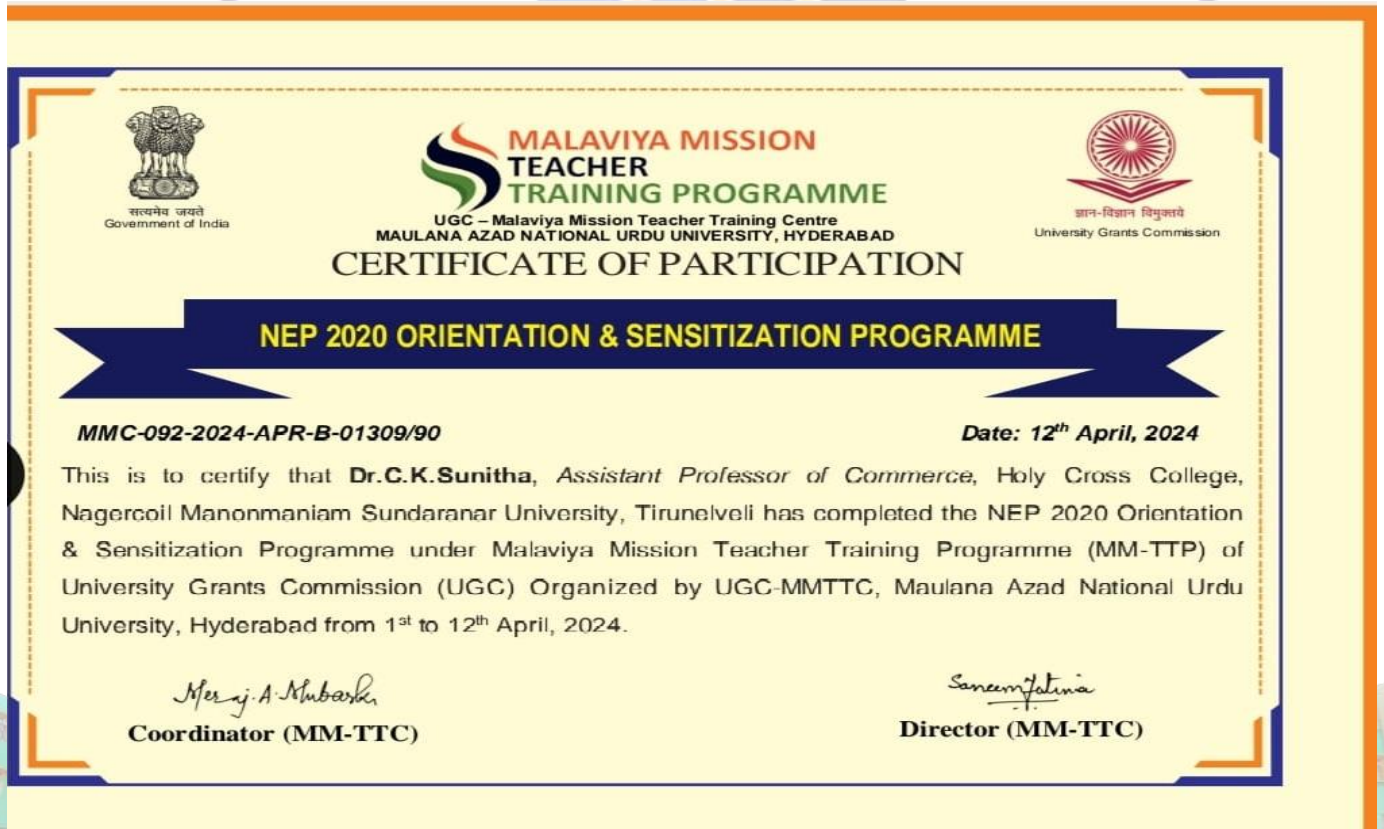 सत्यमेव जयते
Government of India
MALAVIYA MISSION
TEACHER
TRAINING PROGRAMME
UGC – Malaviya Mission Teacher Training Centre
MAULANA AZAD NATIONAL URDU UNIVERSITY, HYDERABAD
ज्ञान-विज्ञान विमुक्तये
University Grants Commission
CERTIFICATE OF PARTICIPATION
NEP 2020 ORIENTATION & SENSITIZATION PROGRAMME
MMC-092-2024-APR-B-01309/90
Date: 12th April, 2024
This is to certify that Dr.C.K.Sunitha, Assistant Professor of Commerce, Holy Cross College,
Nagercoil Manonmaniam Sundaranar University, Tirunelveli has completed the NEP 2020 Orientation
& Sensitization Programme under Malaviya Mission Teacher Training Programme (MM-TTP) of
University Grants Commission (UGC) Organized by UGC-MMTTC, Maulana Azad National Urdu
University, Hyderabad from 1st to 12th April, 2024.
Meraj.A.Mubarki
Saneem Fatima
Coordinator (MM-TTC)
Director (MM-TTC)